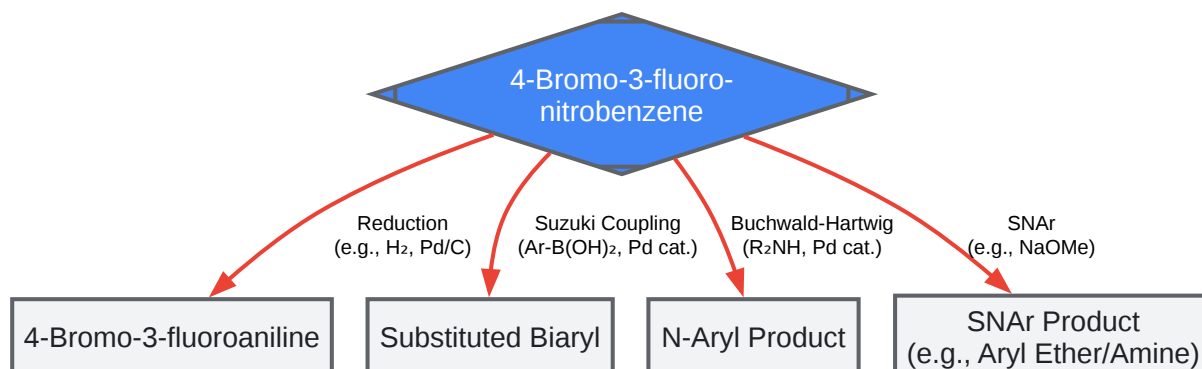 4-Bromo-3-fluoro-
nitrobenzene
Reduction
(e.g., H₂, Pd/C)
Suzuki Coupling
(Ar-B(OH)₂, Pd cat.)
Buchwald-Hartwig
(R₂NH, Pd cat.)
SNAr
(e.g., NaOMe)
4-Bromo-3-fluoroaniline
Substituted Biaryl
N-Aryl Product
SNAr Product
(e.g., Aryl Ether/Amine)